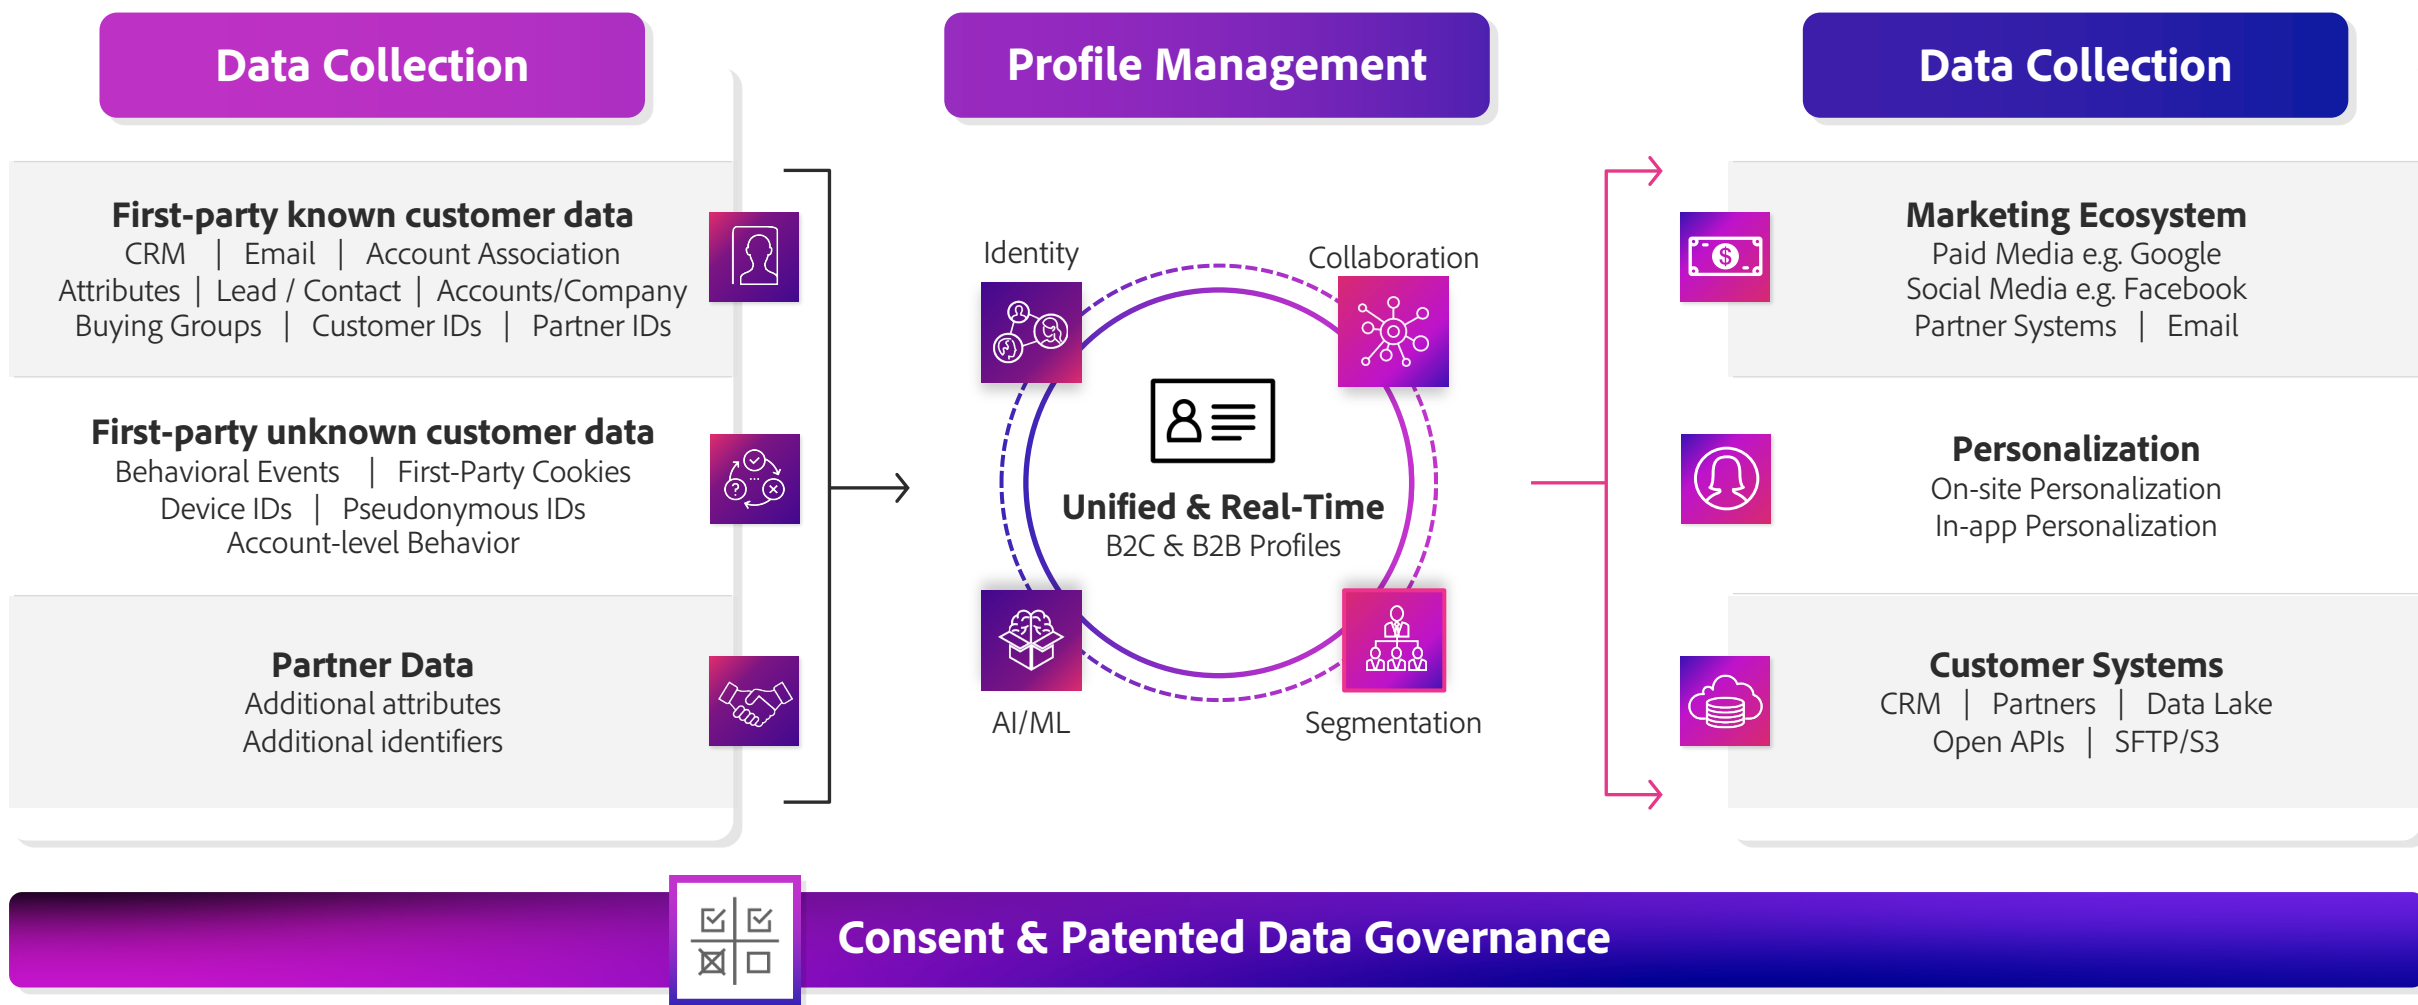 Data Collection
First-party known customer data
CRM | Email | Account Association
Attributes | Lead / Contact | Accounts/Company
Buying Groups | Customer IDs | Partner IDs
First-party unknown customer data
Behavioral Events | First-Party Cookies
Device IDs | Pseudonymous IDs
Account-level Behavior
Partner Data
Additional attributes
Additional identifiers
Profile Management
Identity
Collaboration
Unified & Real-Time
B2C & B2B Profiles
AI/ML
Segmentation
Data Collection
Marketing Ecosystem
Paid Media e.g. Google
Social Media e.g. Facebook
Partner Systems | Email
Personalization
On-site Personalization
In-app Personalization
Customer Systems
CRM | Partners | Data Lake
Open APIs | SFTP/S3
Consent & Patented Data Governance